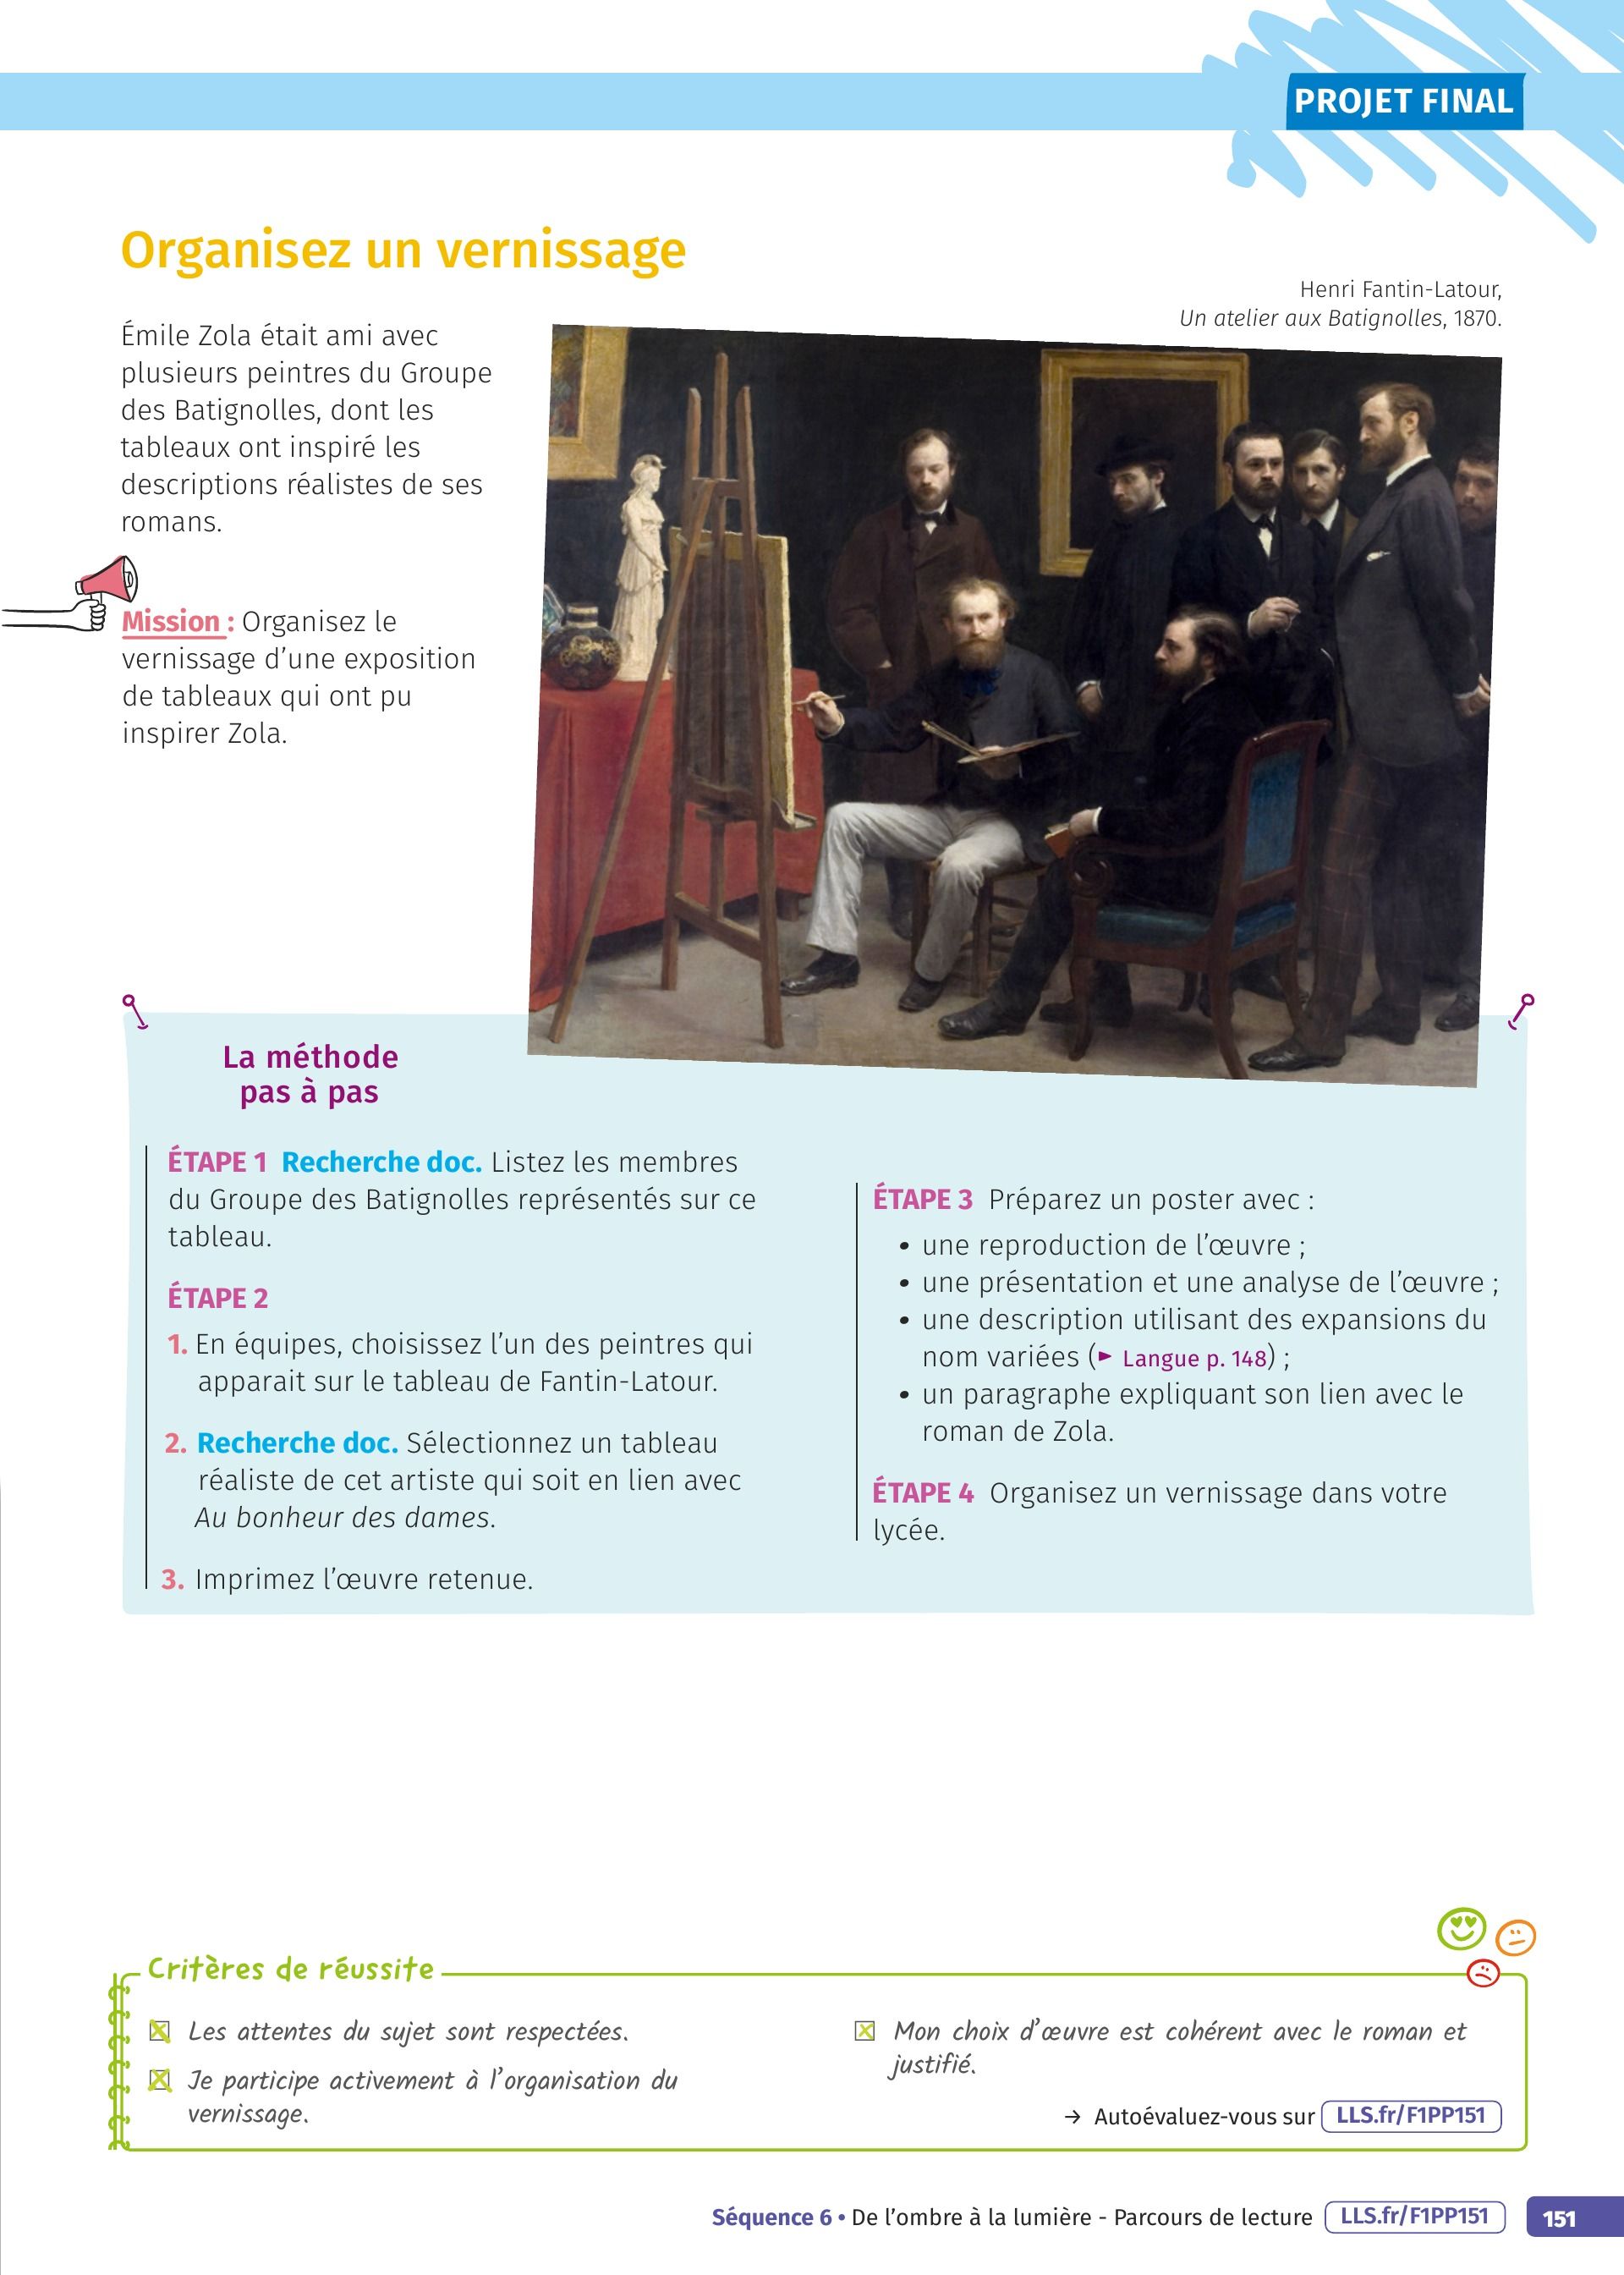 PROJET FINAL
Organisez un vernissage
Henri Fantin-Latour,
Un atelier aux Batignolles, 1870.
Émile Zola était ami avec
plusieurs peintres du Groupe
des Batignolles, dont les
tableaux ont inspiré les
descriptions réalistes de ses
romans.
Mission : Organisez le
vernissage d’une exposition
de tableaux qui ont pu
inspirer Zola.
La méthode
pas à pas
ÉTAPE 1 Recherche doc. Listez les membres
du Groupe des Batignolles représentés sur ce
tableau.
ÉTAPE 2
1. En équipes, choisissez l’un des peintres qui
apparait sur le tableau de Fantin-Latour.
2. Recherche doc. Sélectionnez un tableau
réaliste de cet artiste qui soit en lien avec
Au bonheur des dames.
3. Imprimez l’œuvre retenue.
ÉTAPE 3 Préparez un poster avec :
• une reproduction de l’œuvre ;
• une présentation et une analyse de l’œuvre ;
• une description utilisant des expansions du
nom variées (► Langue p. 148) ;
• un paragraphe expliquant son lien avec le
roman de Zola.
ÉTAPE 4 Organisez un vernissage dans votre
lycée.
Critères de réussite
Les attentes du sujet sont respectées.
Je participe activement à l’organisation du
vernissage.
Mon choix d’œuvre est cohérent avec le roman et
justifié.
→ Autoévaluez-vous sur LLS.fr/F1PP151
Séquence 6 • De l’ombre à la lumière - Parcours de lecture LLS.fr/F1PP151 151